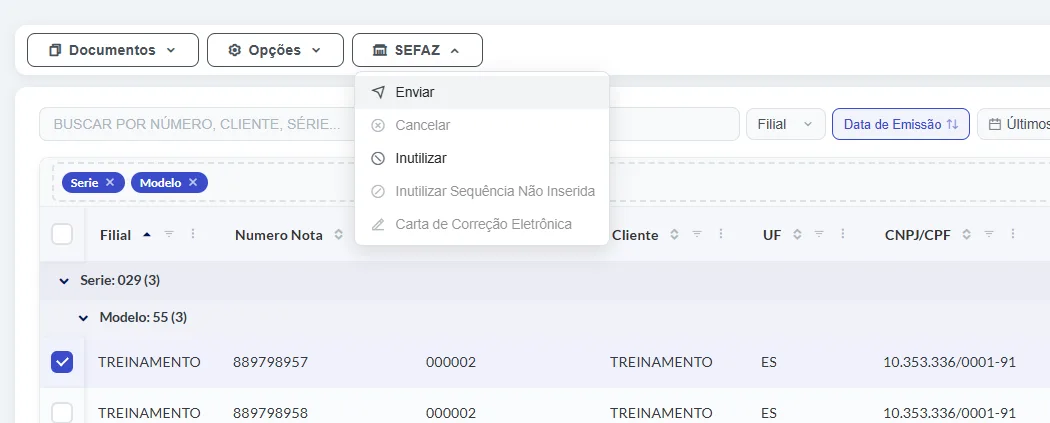 Documentos Opções SEFAZ
Enviar
BUSCAR POR NÚMERO, CLIENTE, SÉRIE... Cancelar Filial Data de Emissão Últimos
Inutilizar
Serie Modelo Inutilizar Sequência Não Inserida
Carta de Correção Eletrônica
Filial Numero Nota Cliente UF CNPJ/CPF
Serie: 029 (3)
Modelo: 55 (3)
TREINAMENTO 889798957 000002 TREINAMENTO ES 10.353.336/0001-91
TREINAMENTO 889798958 000002 TREINAMENTO ES 10.353.336/0001-91